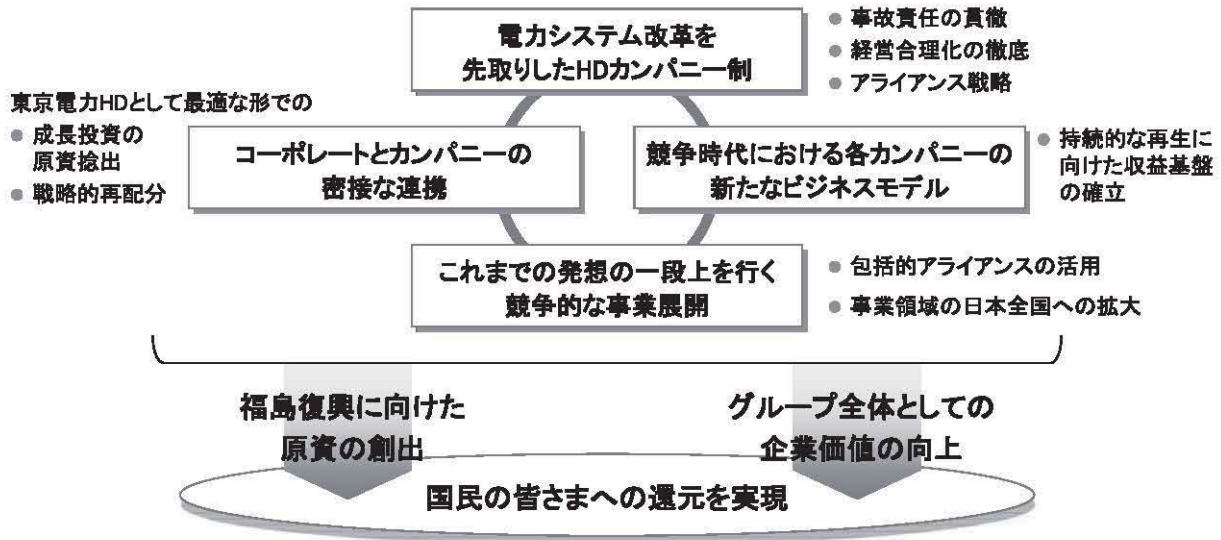 電力システム改革を
先取りしたHDカンパニー制
● 事故責任の貫徹
● 経営合理化の徹底
● アライアンス戦略
東京電力HDとして最適な形での
● 成長投資の
原資捻出
● 戦略的再配分
コーポレートとカンパニーの
密接な連携
競争時代における各カンパニーの
新たなビジネスモデル
● 持続的な再生に
向けた収益基盤
の確立
これまでの発想の一段上を行く
競争的な事業展開
● 包括的アライアンスの活用
● 事業領域の日本全国への拡大
福島復興に向けた
原資の創出
グループ全体としての
企業価値の向上
国民の皆さまへの還元を実現